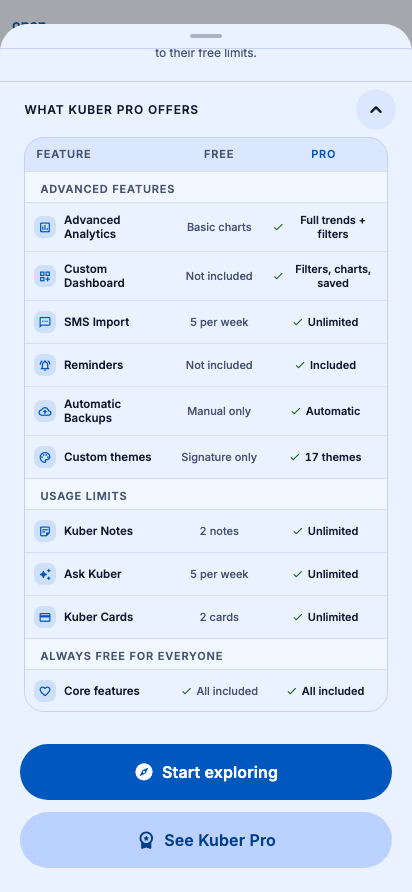 to their free limits.
WHAT KUBER PRO OFFERS
FEATURE FREE PRO
ADVANCED FEATURES
Advanced Analytics Basic charts Full trends + filters
Custom Dashboard Not included Filters, charts, saved
SMS Import 5 per week Unlimited
Reminders Not included Included
Automatic Backups Manual only Automatic
Custom themes Signature only 17 themes
USAGE LIMITS
Kuber Notes 2 notes Unlimited
Ask Kuber 5 per week Unlimited
Kuber Cards 2 cards Unlimited
ALWAYS FREE FOR EVERYONE
Core features All included All included
Start exploring
See Kuber Pro